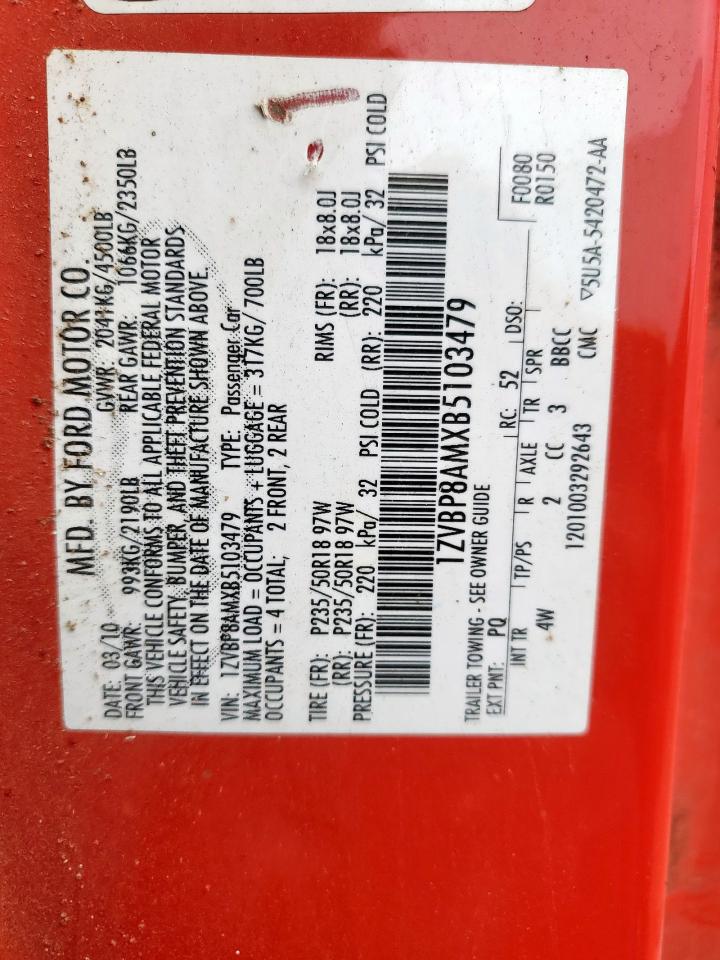 MFD. BY FORD MOTOR CO
DATE: 03/10 GVWR: 2041KG/4500LB
FRONT GAWR: 993KG/2190LB REAR GAWR: 1066KG/2350LB
THIS VEHICLE CONFORMS TO ALL APPLICABLE FEDERAL MOTOR
VEHICLE SAFETY, BUMPER, AND THEFT PREVENTION STANDARDS
IN EFFECT ON THE DATE OF MANUFACTURE SHOWN ABOVE.
VIN: 1ZVBP8AMXB5103479 TYPE: Passenger Car
MAXIMUM LOAD = OCCUPANTS + LUGGAGE = 317KG/700LB
OCCUPANTS = 4 TOTAL; 2 FRONT, 2 REAR
TIRE (FR): P235/50R18 97W RIMS (FR): 18x8.0J
(RR): P235/50R18 97W (RR): 18x8.0J
PRESSURE (FR): 220 kPa/ 32 PSI COLD (RR): 220 kPa/ 32 PSI COLD
1ZVBP8AMXB5103479
TRAILER TOWING - SEE OWNER GUIDE
EXT PNT: PQ RC: 52 DSO: F0080
R0150
INT TR TP/PS R AXLE TR SPR
4W 2 CC 3 BBCC
1201003292643 CMC ▽5U5A-5420472-AA